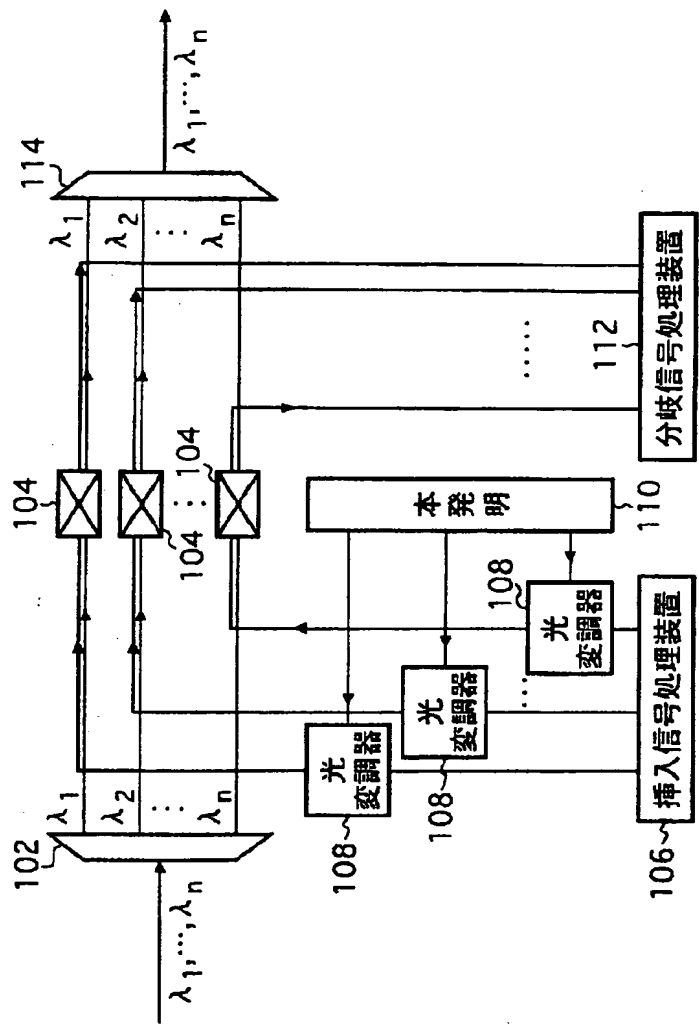 λ1,…,λn
102
λ1
λ2
λn
104
104
104
λ1
λ2
λn
114
λ1,…,λn
光
変調器
108
光
変調器
108
光
変調器
108
本発明
110
挿入信号処理装置
106
分岐信号処理装置
112